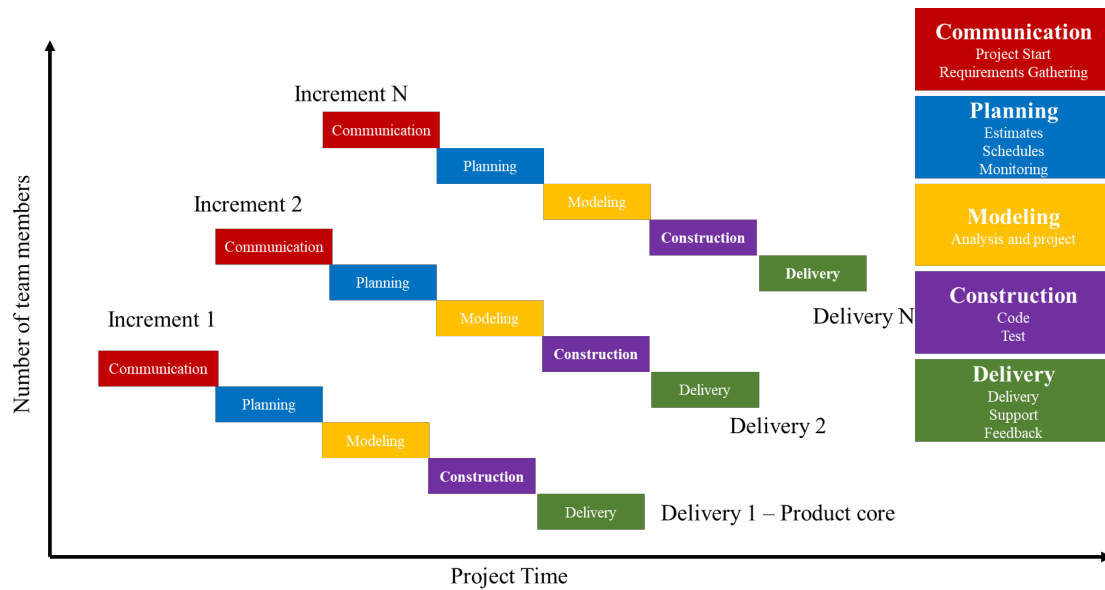 Number of team members
Increment N
Communication
Planning
Modeling
Construction
Delivery
Delivery N
Increment 2
Communication
Planning
Modeling
Construction
Delivery
Delivery 2
Increment 1
Communication
Planning
Modeling
Construction
Delivery
Delivery 1 – Product core
Project Time
Communication
Project Start
Requirements Gathering
Planning
Estimates
Schedules
Monitoring
Modeling
Analysis and project
Construction
Code
Test
Delivery
Delivery
Support
Feedback